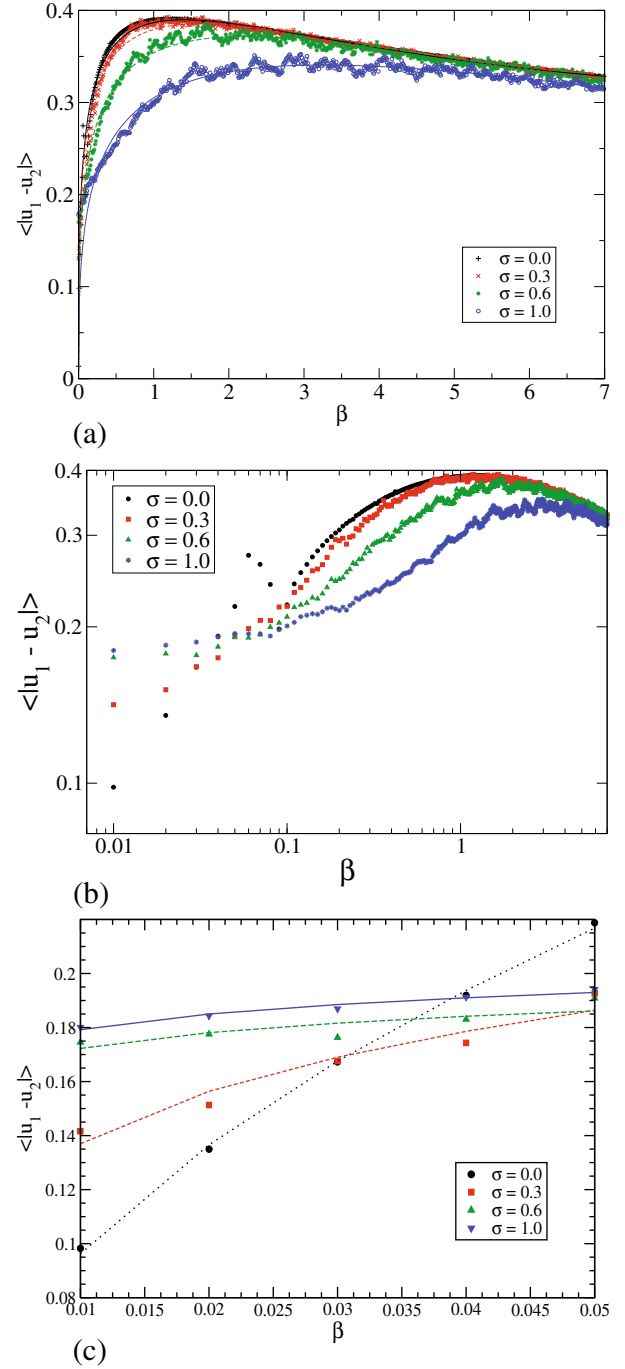 0.4
0.3
0.2
0.1
0
<|u₁ -u₂|>
σ = 0.0
σ = 0.3
σ = 0.6
σ = 1.0
0 1 2 3 4 5 6 7
β
(a)
0.4
0.3
0.2
0.1
<|u₁ - u₂|>
σ = 0.0
σ = 0.3
σ = 0.6
σ = 1.0
0.01 0.1 1
β
(b)
0.2
0.18
0.16
0.14
0.12
0.1
0.08
<|u₁ -u₂|>
σ = 0.0
σ = 0.3
σ = 0.6
σ = 1.0
0.01 0.015 0.02 0.025 0.03 0.035 0.04 0.045 0.05
β
(c)